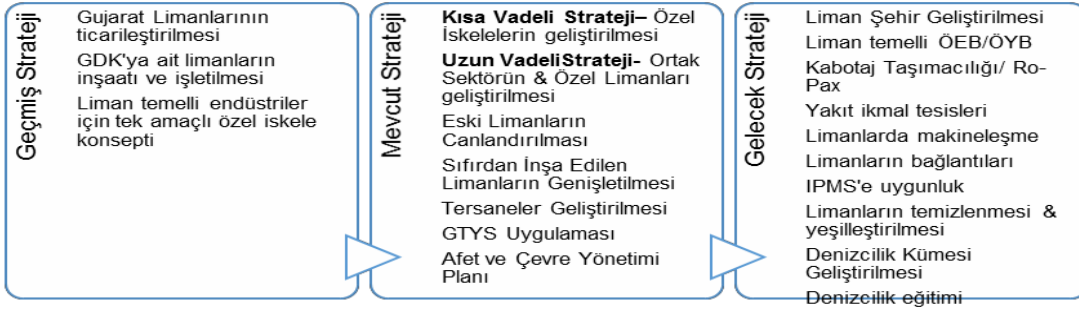 Geçmiş Strateji
Gujarat Limanlarının
ticarileştirilmesi
GDK'ya ait limanların
inşaatı ve işletilmesi
Liman temelli endüstriler
için tek amaçlı özel iskele
konsepti
Mevcut Strateji
Kısa Vadeli Strateji– Özel
İskelelerin geliştirilmesi
Uzun VadeliStrateji- Ortak
Sektörün & Özel Limanları
geliştirilmesi
Eski Limanların
Canlandırılması
Sıfırdan İnşa Edilen
Limanların Genişletilmesi
Tersaneler Geliştirilmesi
GTYS Uygulaması
Afet ve Çevre Yönetimi
Planı
Gelecek Strateji
Liman Şehir Geliştirilmesi
Liman temelli ÖEB/ÖYB
Kabotaj Taşımacılığı/ Ro-
Pax
Yakıt ikmal tesisleri
Limanlarda makineleşme
Limanların bağlantıları
IPMS'e uygunluk
Limanların temizlenmesi &
yeşilleştirilmesi
Denizcilik Kümesi
Geliştirilmesi
Denizcilik eğitimi